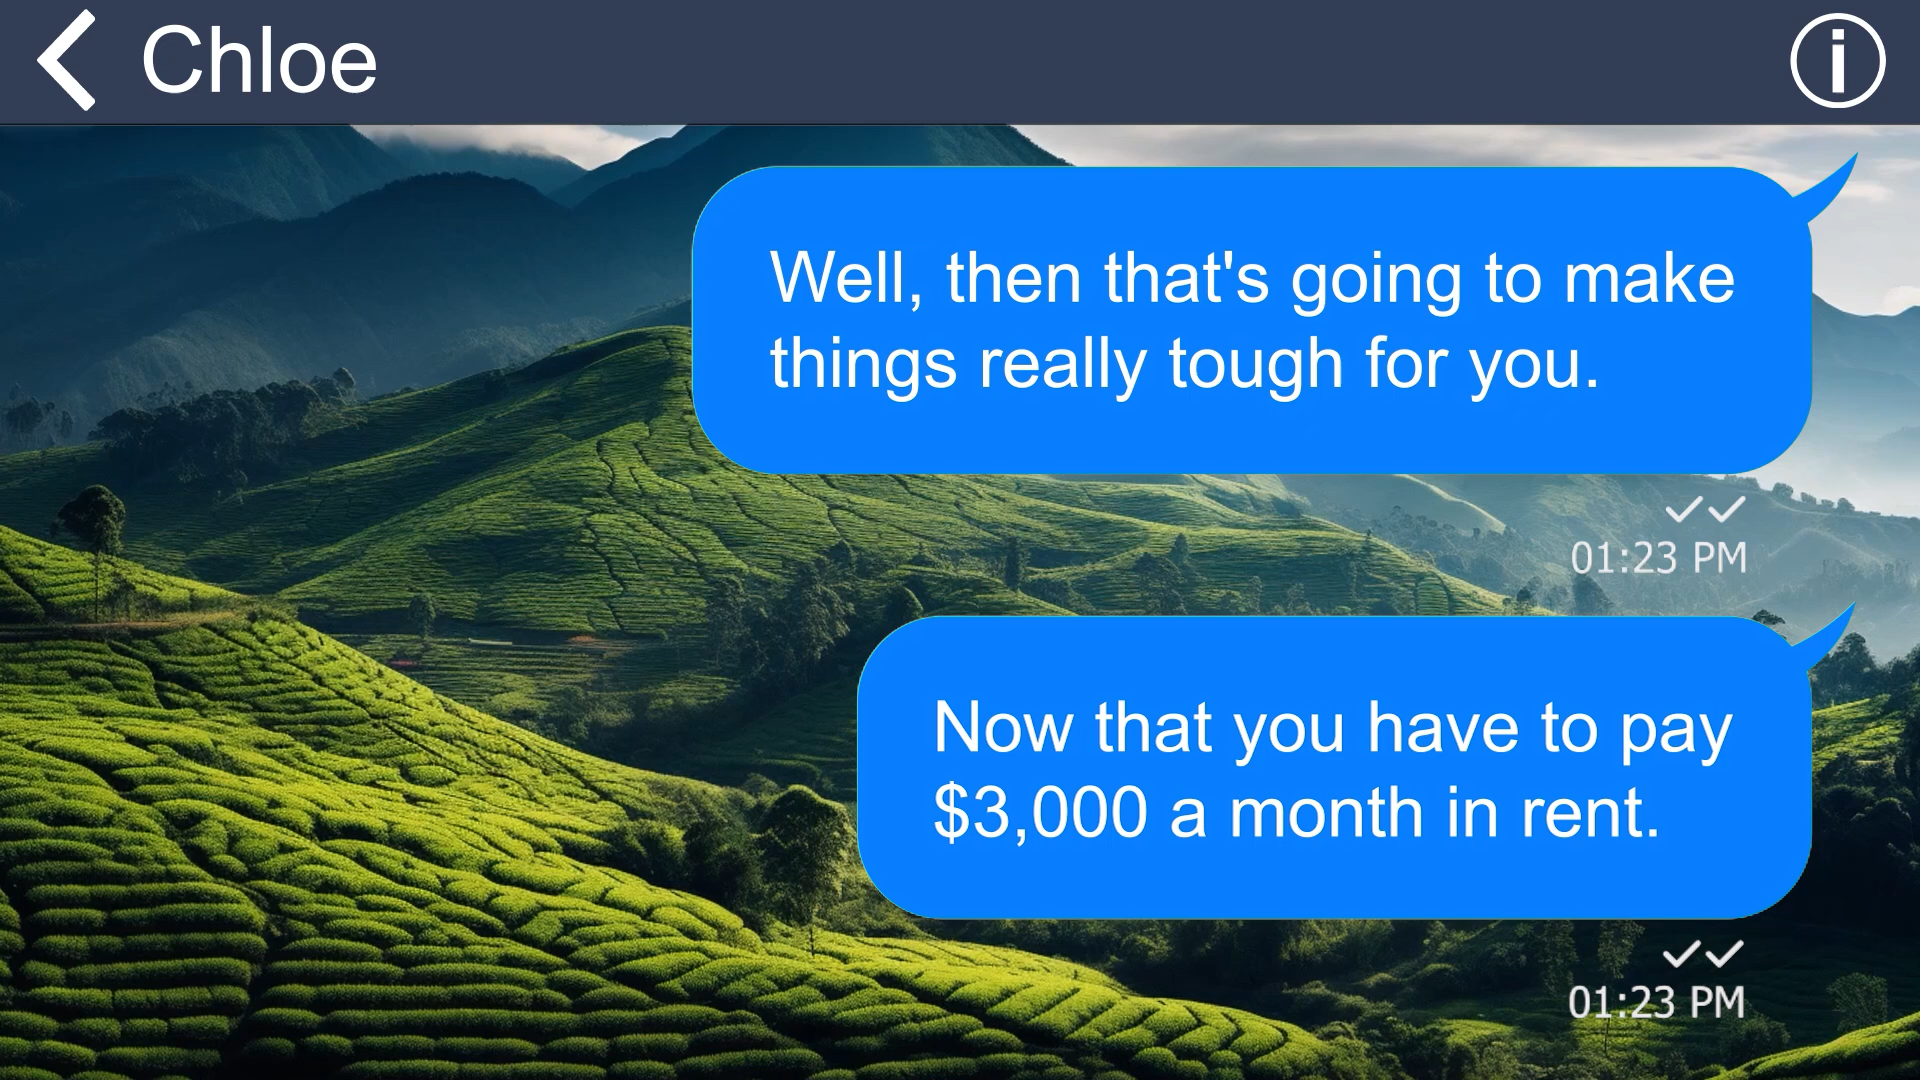 Chloe
Well, then that's going to make
things really tough for you.
01:23 PM
Now that you have to pay
$3,000 a month in rent.
01:23 PM